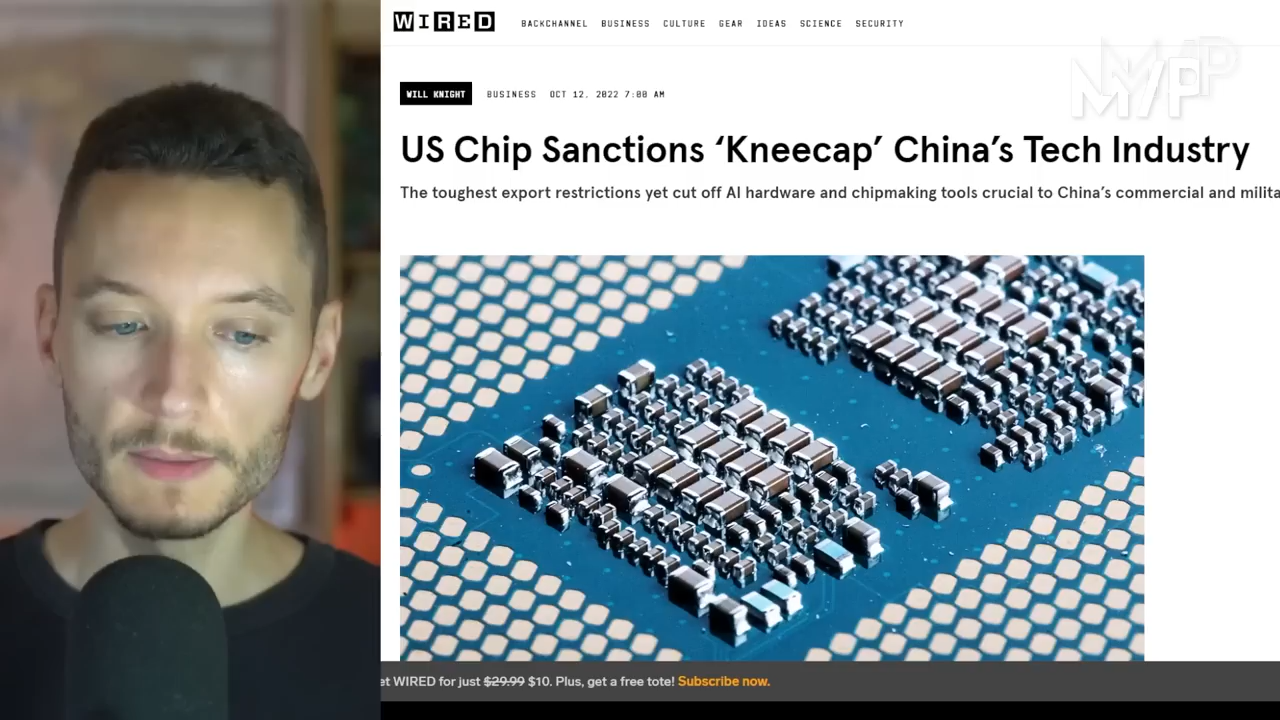 WIRED
BACKCHANNEL BUSINESS CULTURE GEAR IDEAS SCIENCE SECURITY
M/P
WILL KNIGHT BUSINESS OCT 12, 2022 7:00 AM
US Chip Sanctions ‘Kneecap’ China’s Tech Industry
The toughest export restrictions yet cut off AI hardware and chipmaking tools crucial to China’s commercial and milita
et WIRED for just $29.99 $10. Plus, get a free tote! Subscribe now.